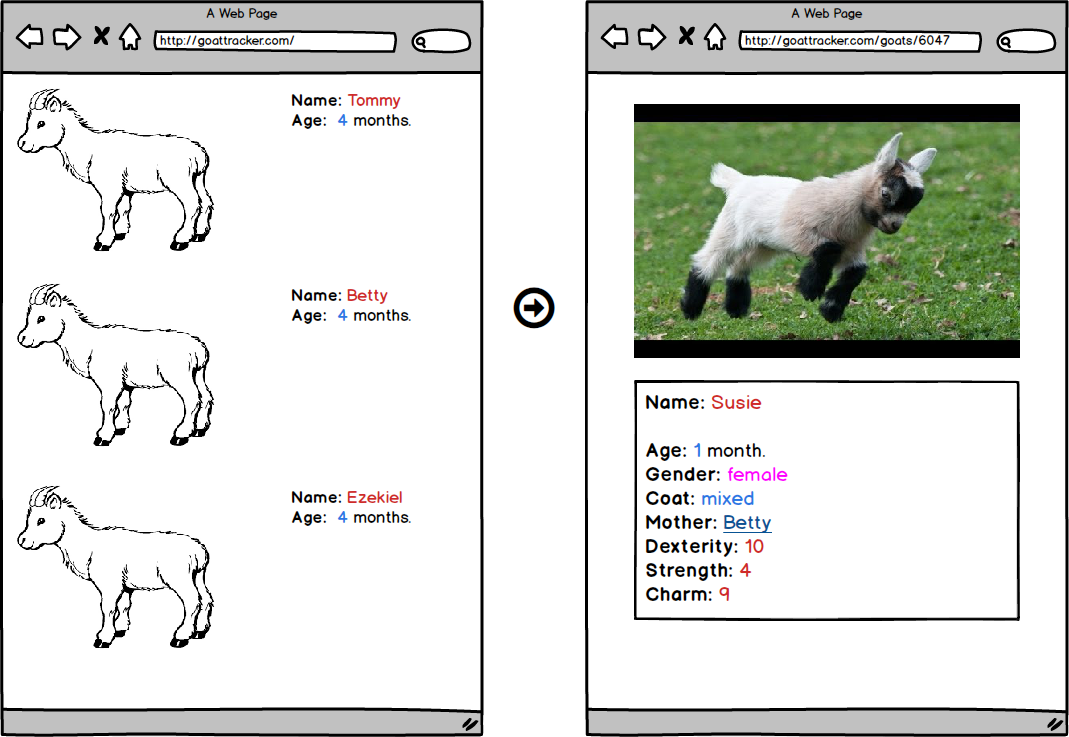 A Web Page
http://goattracker.com/
Name: Tommy
Age: 4 months.
Name: Betty
Age: 4 months.
Name: Ezekiel
Age: 4 months.
A Web Page
http://goattracker.com/goats/6047
Name: Susie
Age: 1 month.
Gender: female
Coat: mixed
Mother: Betty
Dexterity: 10
Strength: 4
Charm: 9